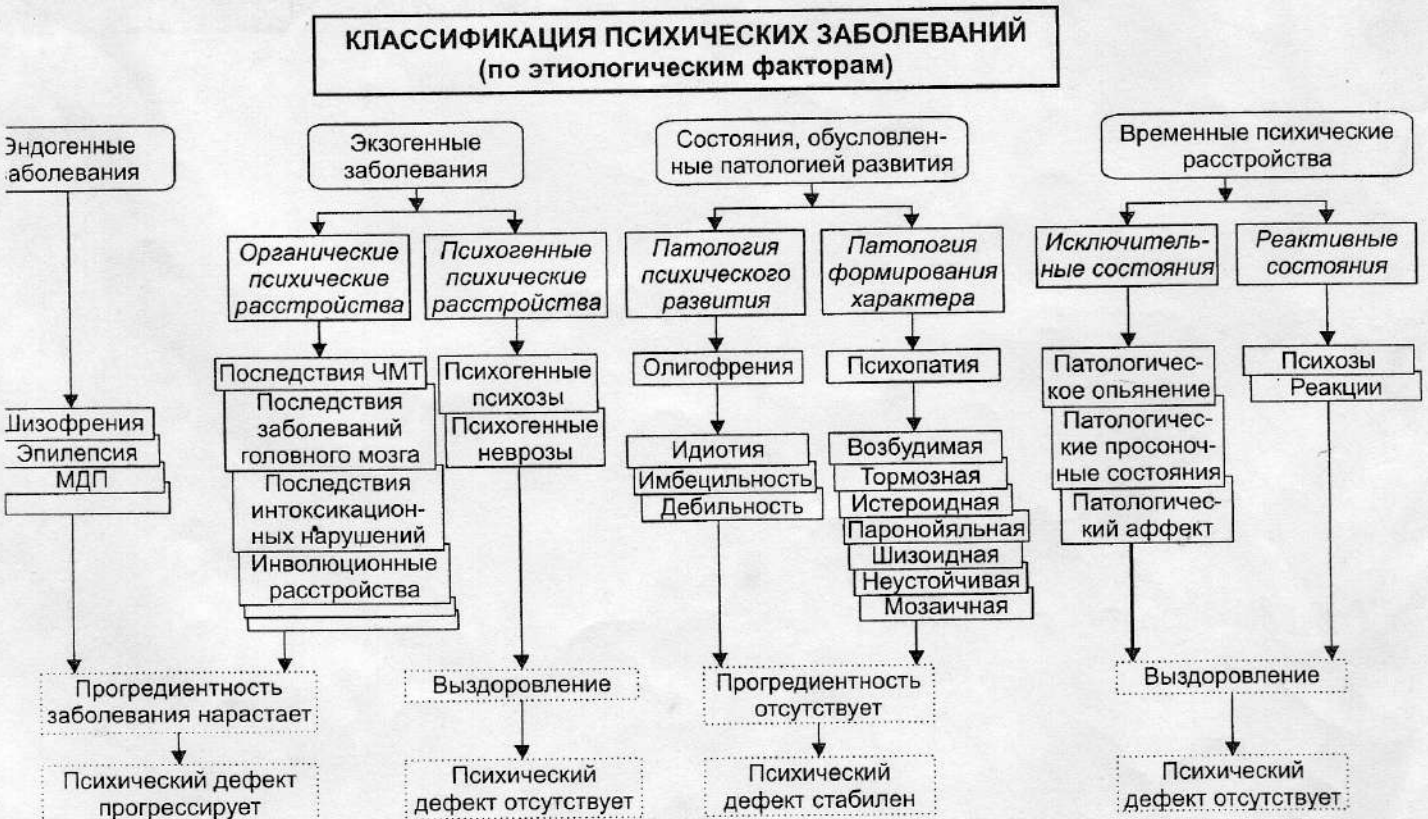 КЛАССИФИКАЦИЯ ПСИХИЧЕСКИХ ЗАБОЛЕВАНИЙ
(по этиологическим факторам)
Эндогенные
аболевания
Экзогенные
заболевания
Состояния, обусловлен-
ные патологией развития
Временные психические
расстройства
Органические
психические
расстройства
Психогенные
психические
расстройства
Патология
психического
развития
Патология
формирования
характера
Исключитель-
ные состояния
Реактивные
состояния
Шизофрения
Эпилепсия
МДП
Последствия ЧМТ
Последствия
заболеваний
головного мозга
Последствия
интоксикацион-
ных нарушений
Инволюционные
расстройства
Психогенные
психозы
Психогенные
неврозы
Олигофрения
Идиотия
Имбецильность
Дебильность
Психопатия
Возбудимая
Тормозная
Истероидная
Паронойяльная
Шизоидная
Неустойчивая
Мозаичная
Патологичес-
кое опьянение
Патологичес-
кие просоноч-
ные состояния
Патологичес-
кий аффект
Психозы
Реакции
Прогредиентность
заболевания нарастает
Выздоровление
Прогредиентность
отсутствует
Выздоровление
Психический дефект
прогрессирует
Психический
дефект отсутствует
Психический
дефект стабилен
Психический
дефект отсутствует